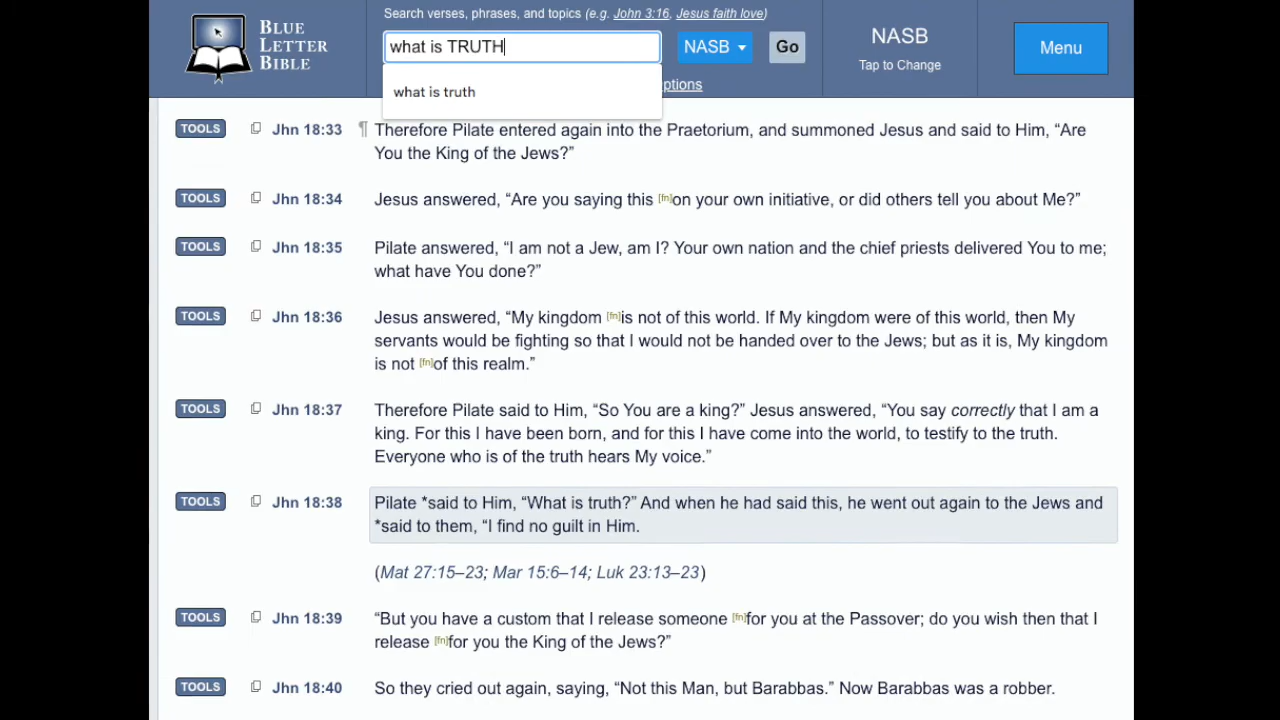 BLUE
LETTER
BIBLE
Search verses, phrases, and topics (e.g. John 3:16, Jesus faith love)
what is TRUTH
NASB
Go
what is truth
ptions
NASB
Tap to Change
Menu
TOOLS Jhn 18:33 ¶ Therefore Pilate entered again into the Praetorium, and summoned Jesus and said to Him, “Are
You the King of the Jews?”
TOOLS Jhn 18:34 Jesus answered, “Are you saying this [fn]on your own initiative, or did others tell you about Me?”
TOOLS Jhn 18:35 Pilate answered, “I am not a Jew, am I? Your own nation and the chief priests delivered You to me;
what have You done?”
TOOLS Jhn 18:36 Jesus answered, “My kingdom [fn]is not of this world. If My kingdom were of this world, then My
servants would be fighting so that I would not be handed over to the Jews; but as it is, My kingdom
is not [fn]of this realm.”
TOOLS Jhn 18:37 Therefore Pilate said to Him, “So You are a king?” Jesus answered, “You say correctly that I am a
king. For this I have been born, and for this I have come into the world, to testify to the truth.
Everyone who is of the truth hears My voice.”
TOOLS Jhn 18:38 Pilate *said to Him, “What is truth?” And when he had said this, he went out again to the Jews and
*said to them, “I find no guilt in Him.
(Mat 27:15–23; Mar 15:6–14; Luk 23:13–23)
TOOLS Jhn 18:39 “But you have a custom that I release someone [fn]for you at the Passover; do you wish then that I
release [fn]for you the King of the Jews?”
TOOLS Jhn 18:40 So they cried out again, saying, “Not this Man, but Barabbas.” Now Barabbas was a robber.